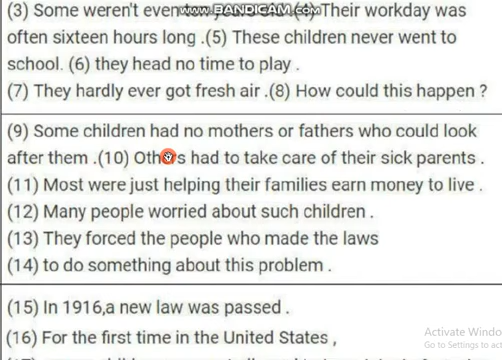 (3) Some weren't even
WWW.BANDICAM.COM
Their workday was
often sixteen hours long .(5) These children never went to
school. (6) they head no time to play .
(7) They hardly ever got fresh air .(8) How could this happen ?
(9) Some children had no mothers or fathers who could look
after them .(10) Others had to take care of their sick parents .
(11) Most were just helping their families earn money to live .
(12) Many people worried about such children .
(13) They forced the people who made the laws
(14) to do something about this problem .
(15) In 1916,a new law was passed .
(16) For the first time in the United States ,
Activate Windo
Go to Settings to act